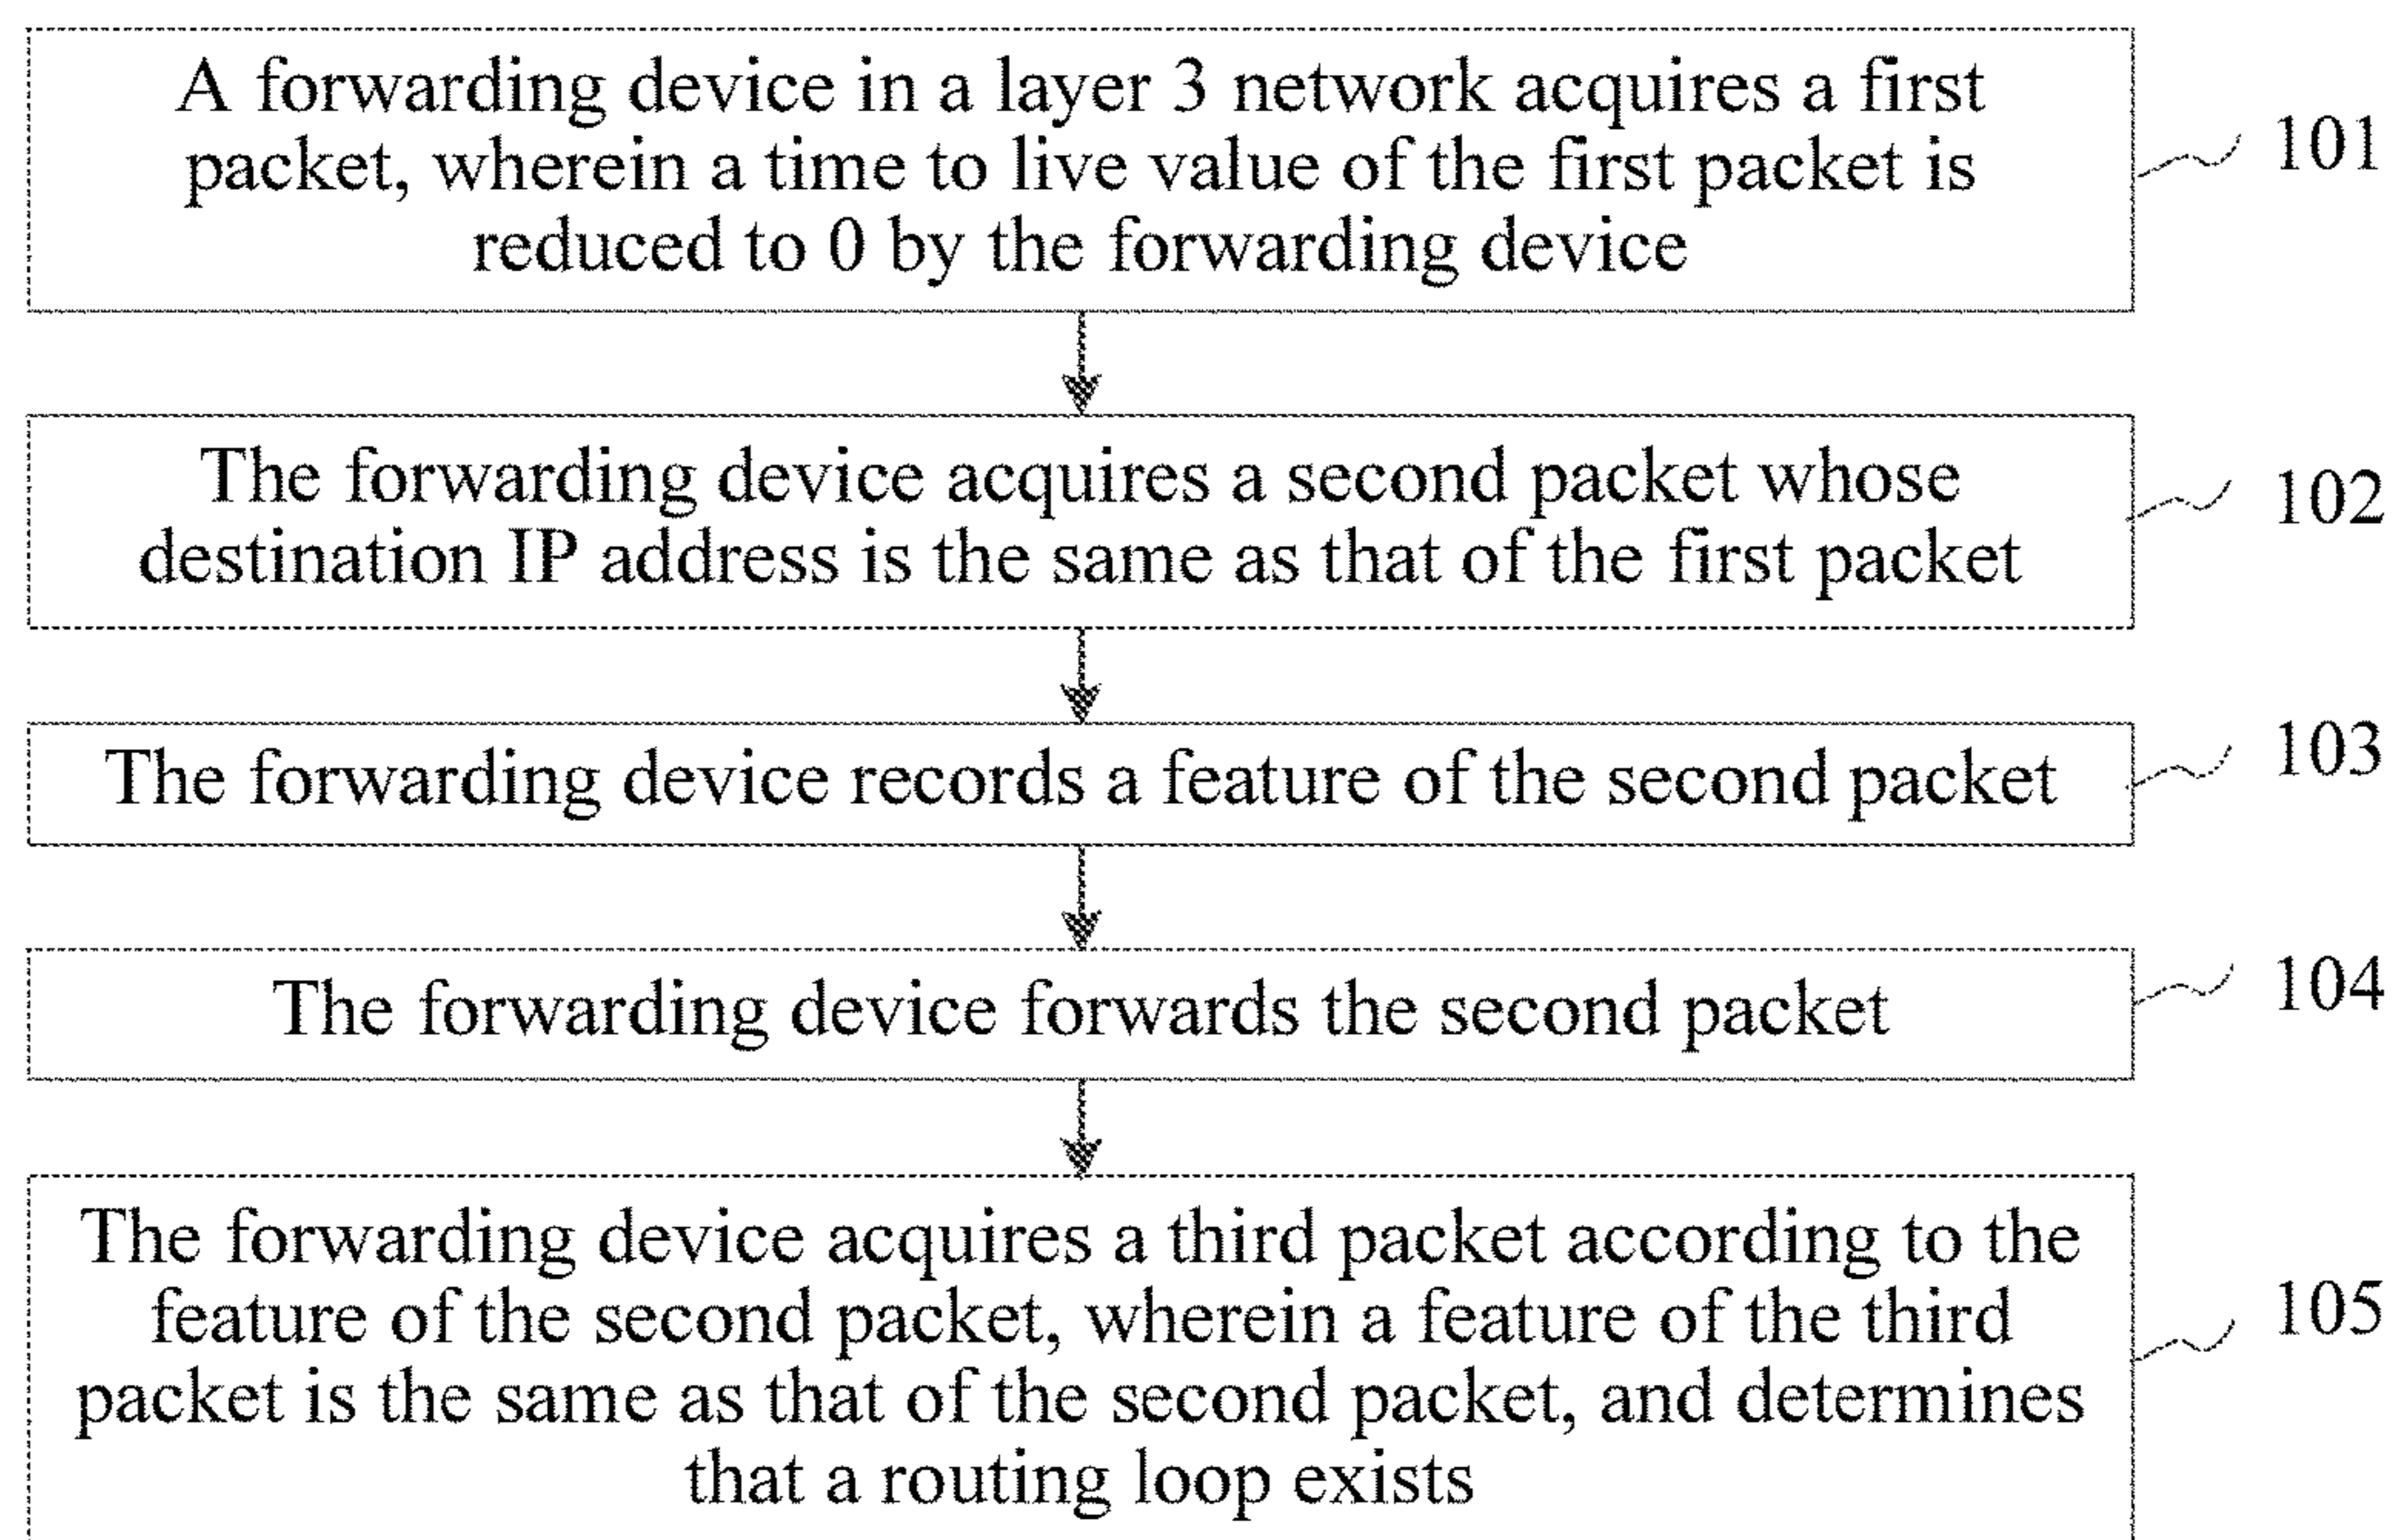 A forwarding device in a layer 3 network acquires a first
packet, wherein a time to live value of the first packet is
reduced to 0 by the forwarding device
101
The forwarding device acquires a second packet whose
destination IP address is the same as that of the first packet
102
The forwarding device records a feature of the second packet
103
The forwarding device forwards the second packet
104
The forwarding device acquires a third packet according to the
feature of the second packet, wherein a feature of the third
packet is the same as that of the second packet, and determines
that a routing loop exists
105